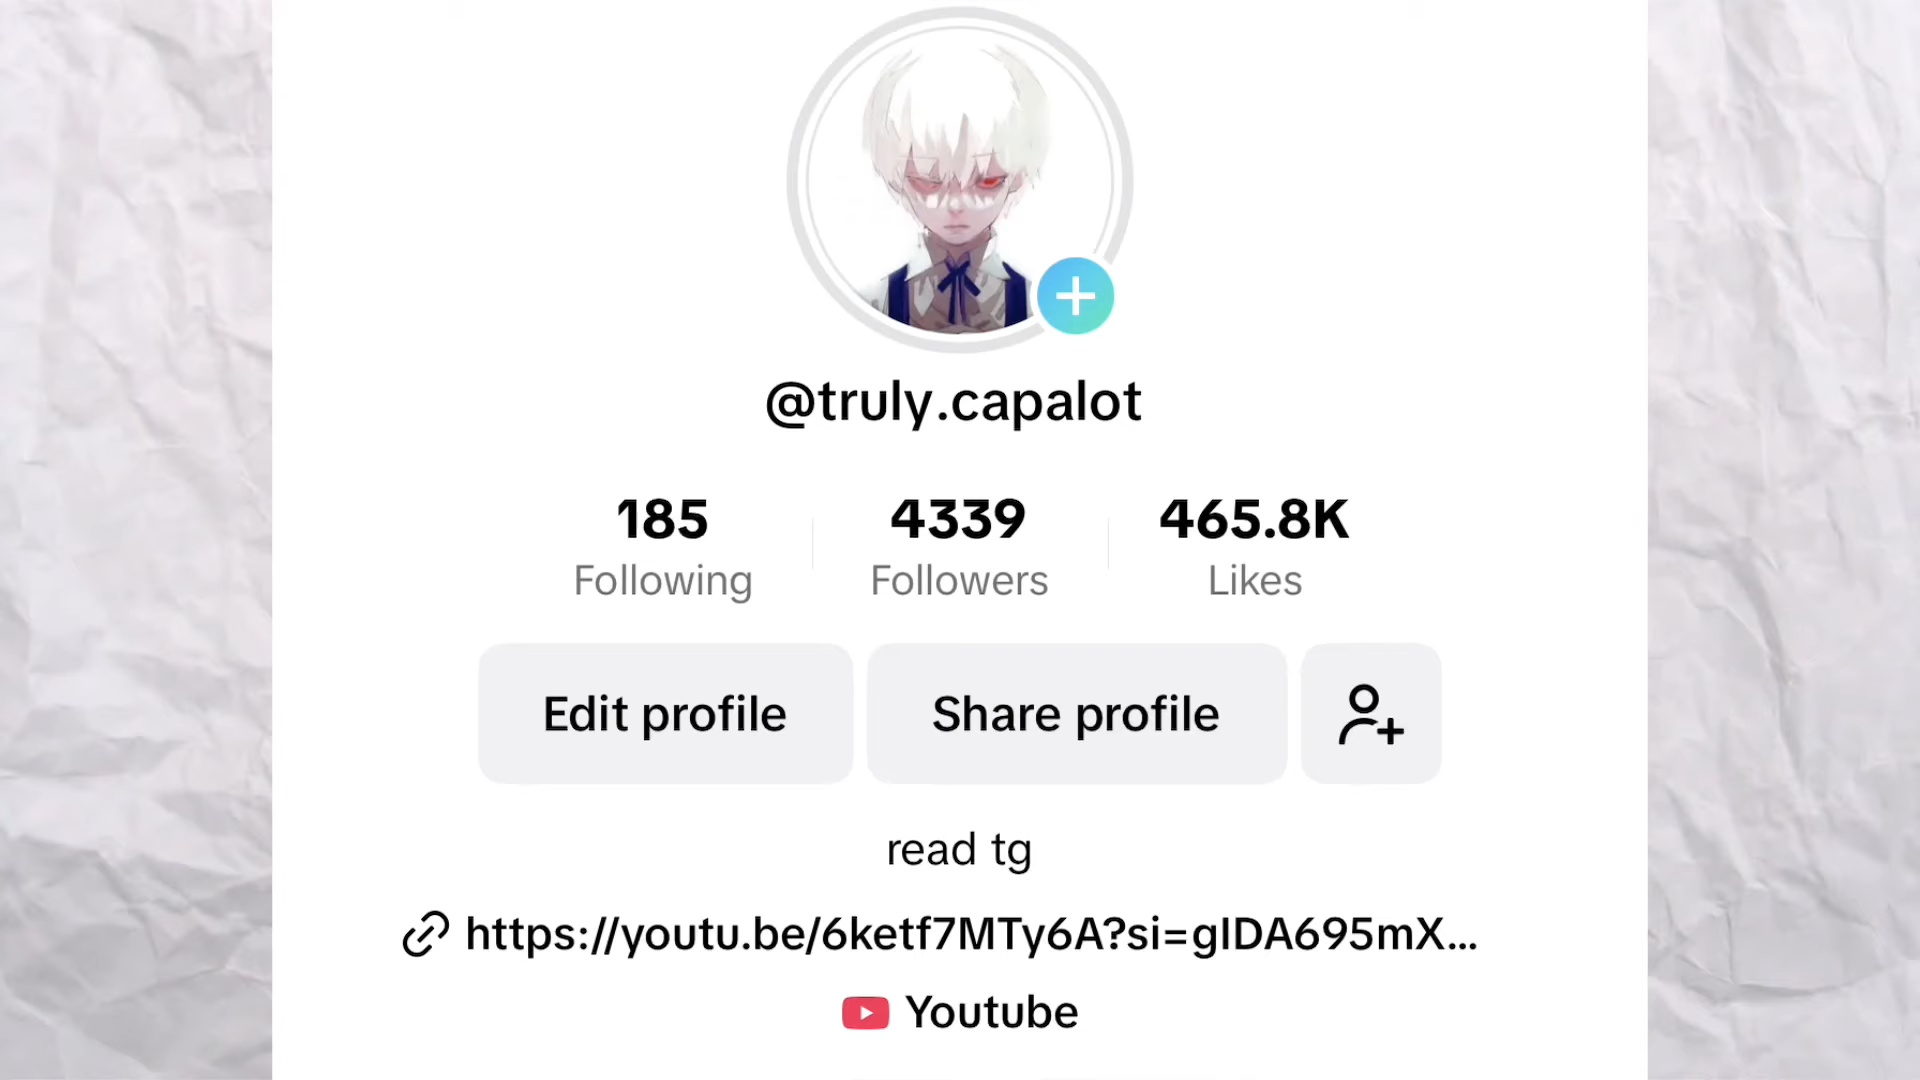 @truly.capalot
185 4339 465.8K
Following Followers Likes
Edit profile Share profile
read tg
https://youtu.be/6ketf7MTy6A?si=gIDA695mX...
Youtube